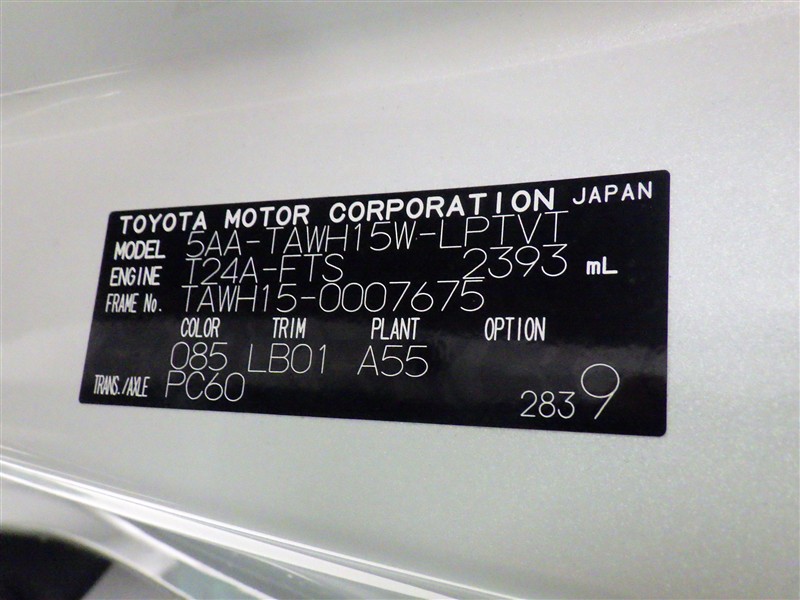 TOYOTA MOTOR CORPORATION JAPAN
MODEL 5AA-TAWH15W-LPTVT
ENGINE T24A-FTS 2393 mL
FRAME No. TAWH15-0007675
COLOR TRIM PLANT OPTION
085 LB01 A55
TRANS./AXLE PC60
2839